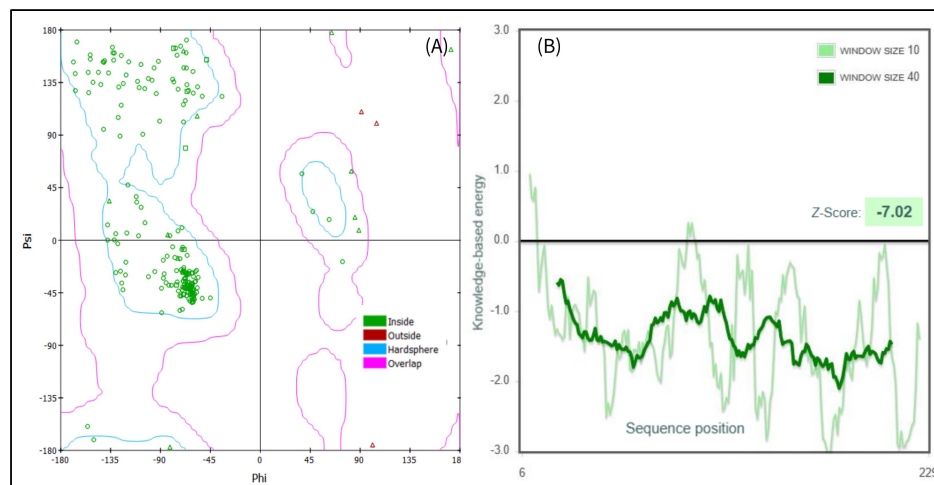 (A)
180
135
90
45
0
-45
-90
-135
-180
-180
-135
-90
-45
0
45
90
135
18
Psi
Phi
Inside
Outside
Hardsphere
Overlap
(B)
3.0
2.0
1.0
0.0
-1.0
-2.0
-3.0
Knowledge-based energy
WINDOW SIZE 10
WINDOW SIZE 40
Z-Score: -7.02
Sequence position
6
229